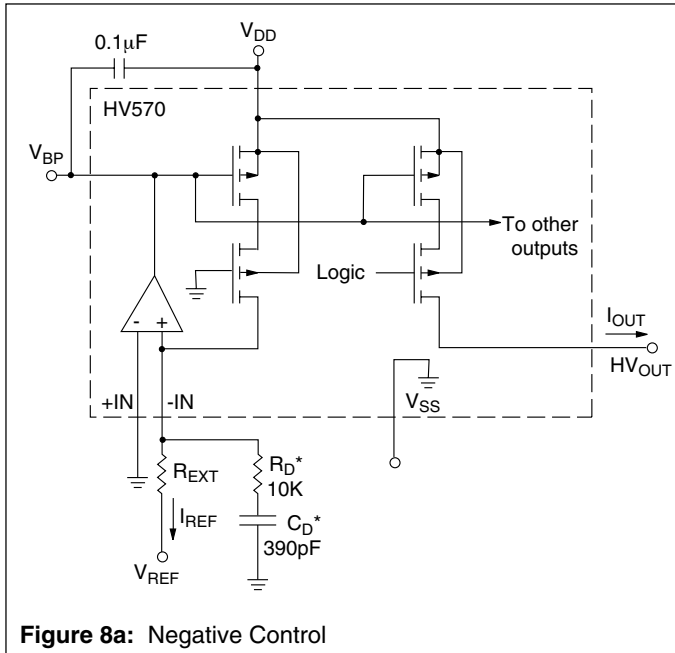 V_DD
0.1µF
HV570
V_BP
To other
outputs
Logic
I_OUT
HV_OUT
- +
+IN -IN
V_SS
R_EXT
R_D*
10K
I_REF
C_D*
390pF
V_REF
Figure 8a: Negative Control